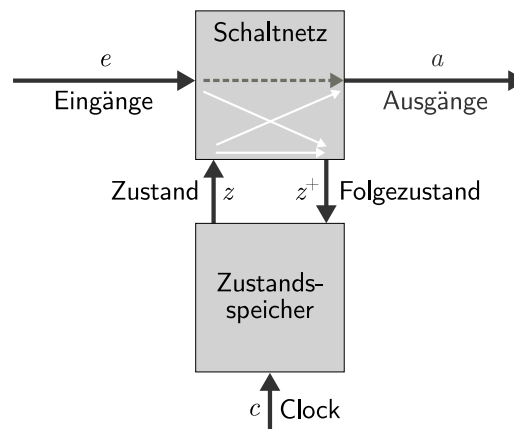 Schaltnetz
e
a
Eingänge
Ausgänge
Zustand z
z⁺ Folgezustand
Zustands-
speicher
c Clock